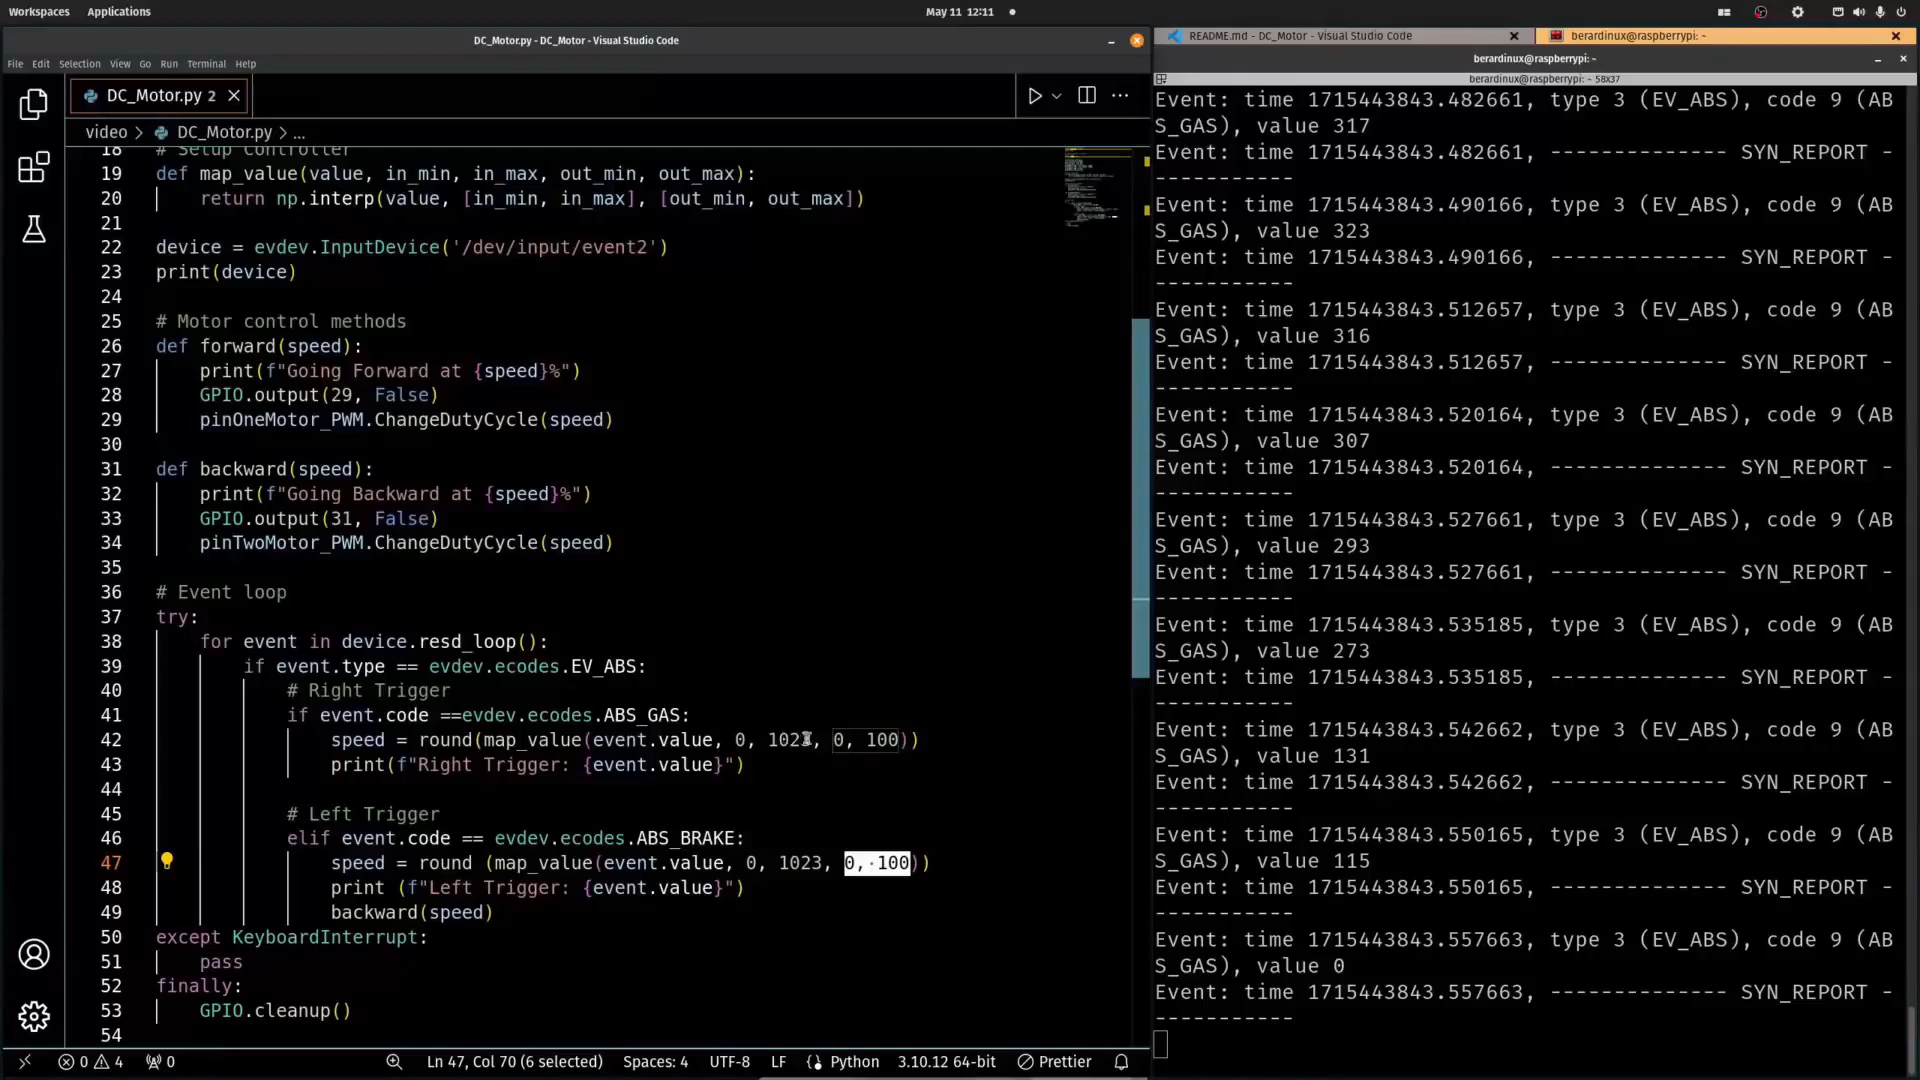 Workspaces Applications May 11 12:11
DC_Motor.py - DC_Motor - Visual Studio Code
File Edit Selection View Go Run Terminal Help
DC_Motor.py 2
video > DC_Motor.py > ...
18 # Setup Controller
19 def map_value(value, in_min, in_max, out_min, out_max):
20 return np.interp(value, [in_min, in_max], [out_min, out_max])
21
22 device = evdev.InputDevice('/dev/input/event2')
23 print(device)
24
25 # Motor control methods
26 def forward(speed):
27 print(f"Going Forward at {speed}%")
28 GPIO.output(29, False)
29 pinOneMotor_PWM.ChangeDutyCycle(speed)
30
31 def backward(speed):
32 print(f"Going Backward at {speed}%")
33 GPIO.output(31, False)
34 pinTwoMotor_PWM.ChangeDutyCycle(speed)
35
36 # Event loop
37 try:
38 for event in device.resd_loop():
39 if event.type == evdev.ecodes.EV_ABS:
40 # Right Trigger
41 if event.code ==evdev.ecodes.ABS_GAS:
42 speed = round(map_value(event.value, 0, 1023, 0, 100))
43 print(f"Right Trigger: {event.value}")
44
45 # Left Trigger
46 elif event.code == evdev.ecodes.ABS_BRAKE:
47 speed = round (map_value(event.value, 0, 1023, 0, 100))
48 print (f"Left Trigger: {event.value}")
49 backward(speed)
50 except KeyboardInterrupt:
51 pass
52 finally:
53 GPIO.cleanup()
54
0 4 0 Ln 47, Col 70 (6 selected) Spaces: 4 UTF-8 LF Python 3.10.12 64-bit Prettier
README.md - DC_Motor - Visual Studio Code
berardinux@raspberrypi: ~
berardinux@raspberrypi: ~
berardinux@raspberrypi: ~ 58x37
Event: time 1715443843.482661, type 3 (EV_ABS), code 9 (AB
S_GAS), value 317
Event: time 1715443843.482661, -------------- SYN_REPORT -
-----------
Event: time 1715443843.490166, type 3 (EV_ABS), code 9 (AB
S_GAS), value 323
Event: time 1715443843.490166, -------------- SYN_REPORT -
-----------
Event: time 1715443843.512657, type 3 (EV_ABS), code 9 (AB
S_GAS), value 316
Event: time 1715443843.512657, -------------- SYN_REPORT -
-----------
Event: time 1715443843.520164, type 3 (EV_ABS), code 9 (AB
S_GAS), value 307
Event: time 1715443843.520164, -------------- SYN_REPORT -
-----------
Event: time 1715443843.527661, type 3 (EV_ABS), code 9 (AB
S_GAS), value 293
Event: time 1715443843.527661, -------------- SYN_REPORT -
-----------
Event: time 1715443843.535185, type 3 (EV_ABS), code 9 (AB
S_GAS), value 273
Event: time 1715443843.535185, -------------- SYN_REPORT -
-----------
Event: time 1715443843.542662, type 3 (EV_ABS), code 9 (AB
S_GAS), value 131
Event: time 1715443843.542662, -------------- SYN_REPORT -
-----------
Event: time 1715443843.550165, type 3 (EV_ABS), code 9 (AB
S_GAS), value 115
Event: time 1715443843.550165, -------------- SYN_REPORT -
-----------
Event: time 1715443843.557663, type 3 (EV_ABS), code 9 (AB
S_GAS), value 0
Event: time 1715443843.557663, -------------- SYN_REPORT -
-----------